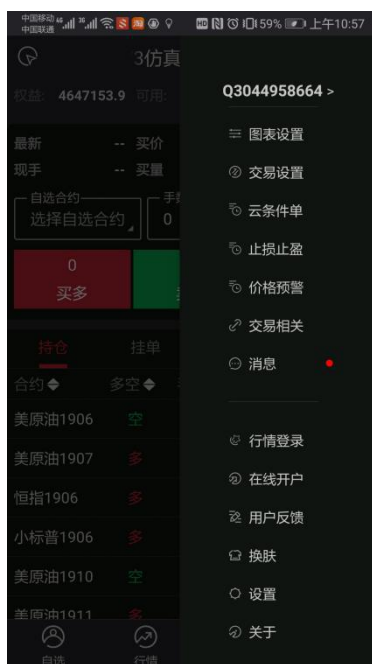 中国移动 46 36 59% 上午10:57
中国联通
3仿真
权益: 4647153.9 可用:
最新 -- 买价
现手 -- 买量
自选合约 手
选择自选合约 0
0
买多
持仓 挂单
合约 多空
美原油1906 空
美原油1907 多
恒指1906 多
小标普1906 多
美原油1910 空
美原油1911 多
自选 行情
Q3044958664 >
图表设置
交易设置
云条件单
止损止盈
价格预警
交易相关
消息
行情登录
在线开户
用户反馈
换肤
设置
关于